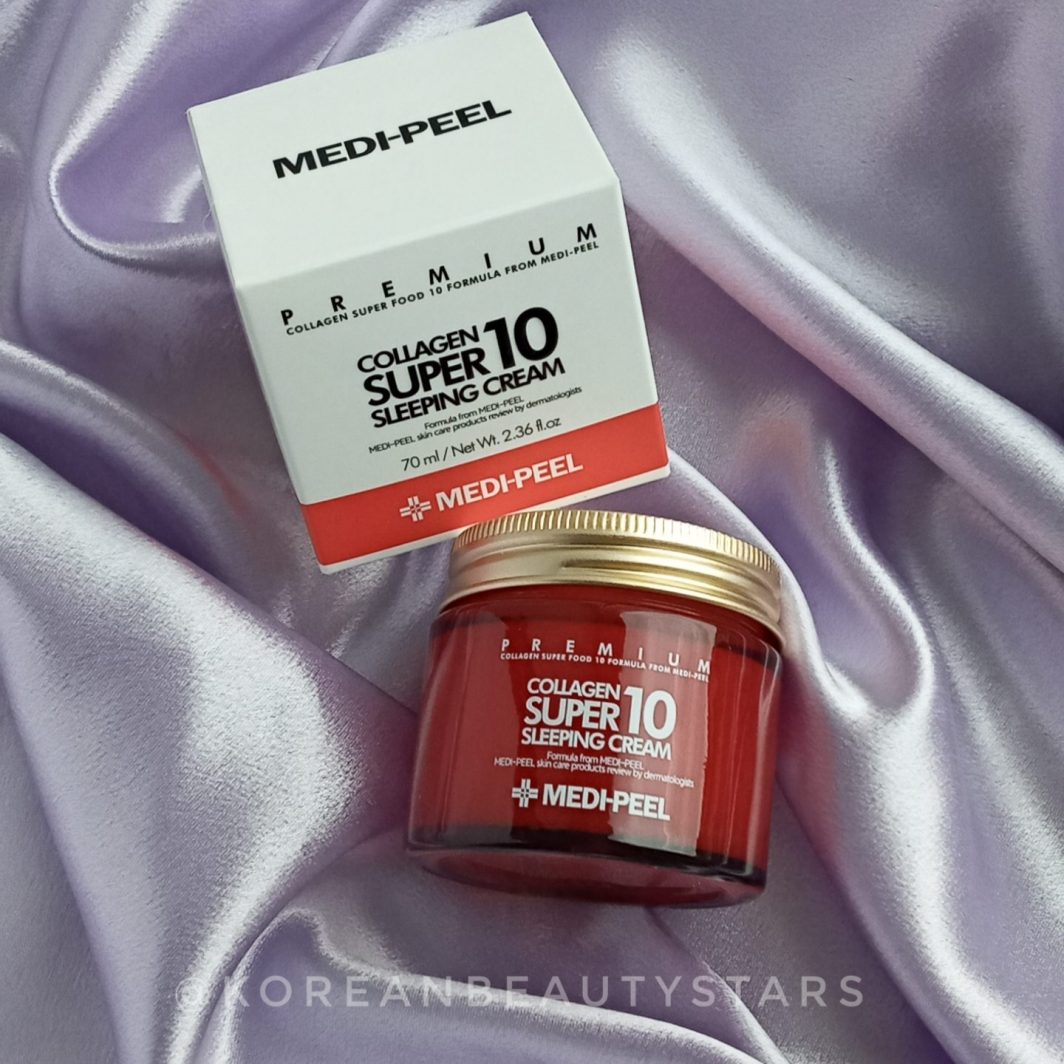 MEDI-PEEL
PREMIUM
COLLAGEN SUPER FOOD 10 FORMULA FROM MEDI-PEEL
COLLAGEN
SUPER 10
SLEEPING CREAM
Formula from MEDI-PEEL
MEDI-PEEL skin care products review by dermatologists
70 ml / Net Wt. 2.36 fl.oz
MEDI-PEEL
PREMIUM
COLLAGEN SUPER FOOD 10 FORMULA FROM MEDI-PEEL
COLLAGEN
SUPER 10
SLEEPING CREAM
Formula from MEDI-PEEL
MEDI-PEEL skin care products review by dermatologists
MEDI-PEEL
@KOREANBEAUTYSTARS